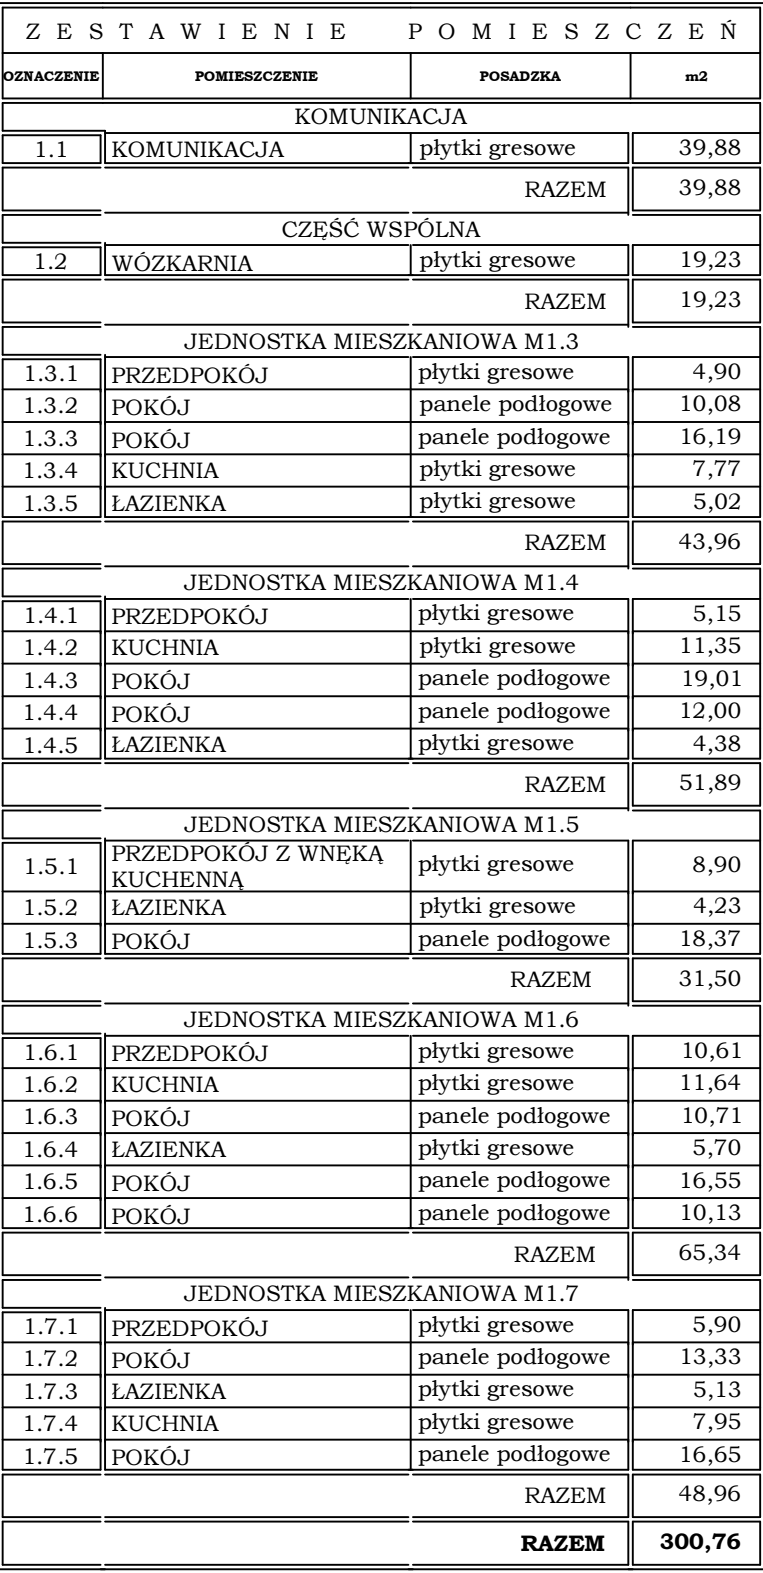 ZESTAWIENIE POMIESZCZEŃ
OZNACZENIE POMIESZCZENIE POSADZKA m2
KOMUNIKACJA
1.1 KOMUNIKACJA płytki gresowe 39,88
RAZEM 39,88
CZĘŚĆ WSPÓLNA
1.2 WÓZKARNIA płytki gresowe 19,23
RAZEM 19,23
JEDNOSTKA MIESZKANIOWA M1.3
1.3.1 PRZEDPOKÓJ płytki gresowe 4,90
1.3.2 POKÓJ panele podłogowe 10,08
1.3.3 POKÓJ panele podłogowe 16,19
1.3.4 KUCHNIA płytki gresowe 7,77
1.3.5 ŁAZIENKA płytki gresowe 5,02
RAZEM 43,96
JEDNOSTKA MIESZKANIOWA M1.4
1.4.1 PRZEDPOKÓJ płytki gresowe 5,15
1.4.2 KUCHNIA płytki gresowe 11,35
1.4.3 POKÓJ panele podłogowe 19,01
1.4.4 POKÓJ panele podłogowe 12,00
1.4.5 ŁAZIENKA płytki gresowe 4,38
RAZEM 51,89
JEDNOSTKA MIESZKANIOWA M1.5
1.5.1 PRZEDPOKÓJ Z WNĘKĄ płytki gresowe 8,90
KUCHENNĄ
1.5.2 ŁAZIENKA płytki gresowe 4,23
1.5.3 POKÓJ panele podłogowe 18,37
RAZEM 31,50
JEDNOSTKA MIESZKANIOWA M1.6
1.6.1 PRZEDPOKÓJ płytki gresowe 10,61
1.6.2 KUCHNIA płytki gresowe 11,64
1.6.3 POKÓJ panele podłogowe 10,71
1.6.4 ŁAZIENKA płytki gresowe 5,70
1.6.5 POKÓJ panele podłogowe 16,55
1.6.6 POKÓJ panele podłogowe 10,13
RAZEM 65,34
JEDNOSTKA MIESZKANIOWA M1.7
1.7.1 PRZEDPOKÓJ płytki gresowe 5,90
1.7.2 POKÓJ panele podłogowe 13,33
1.7.3 ŁAZIENKA płytki gresowe 5,13
1.7.4 KUCHNIA płytki gresowe 7,95
1.7.5 POKÓJ panele podłogowe 16,65
RAZEM 48,96
RAZEM 300,76